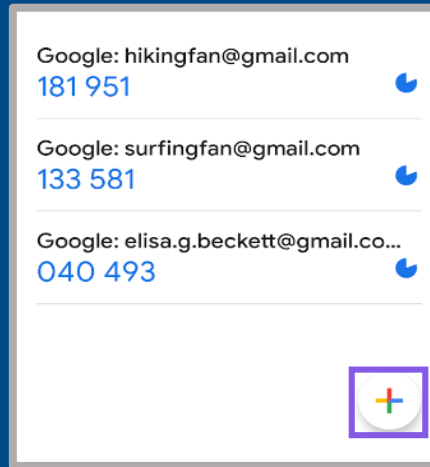 Google: hikingfan@gmail.com
181 951
Google: surfingfan@gmail.com
133 581
Google: elisa.g.beckett@gmail.co...
040 493